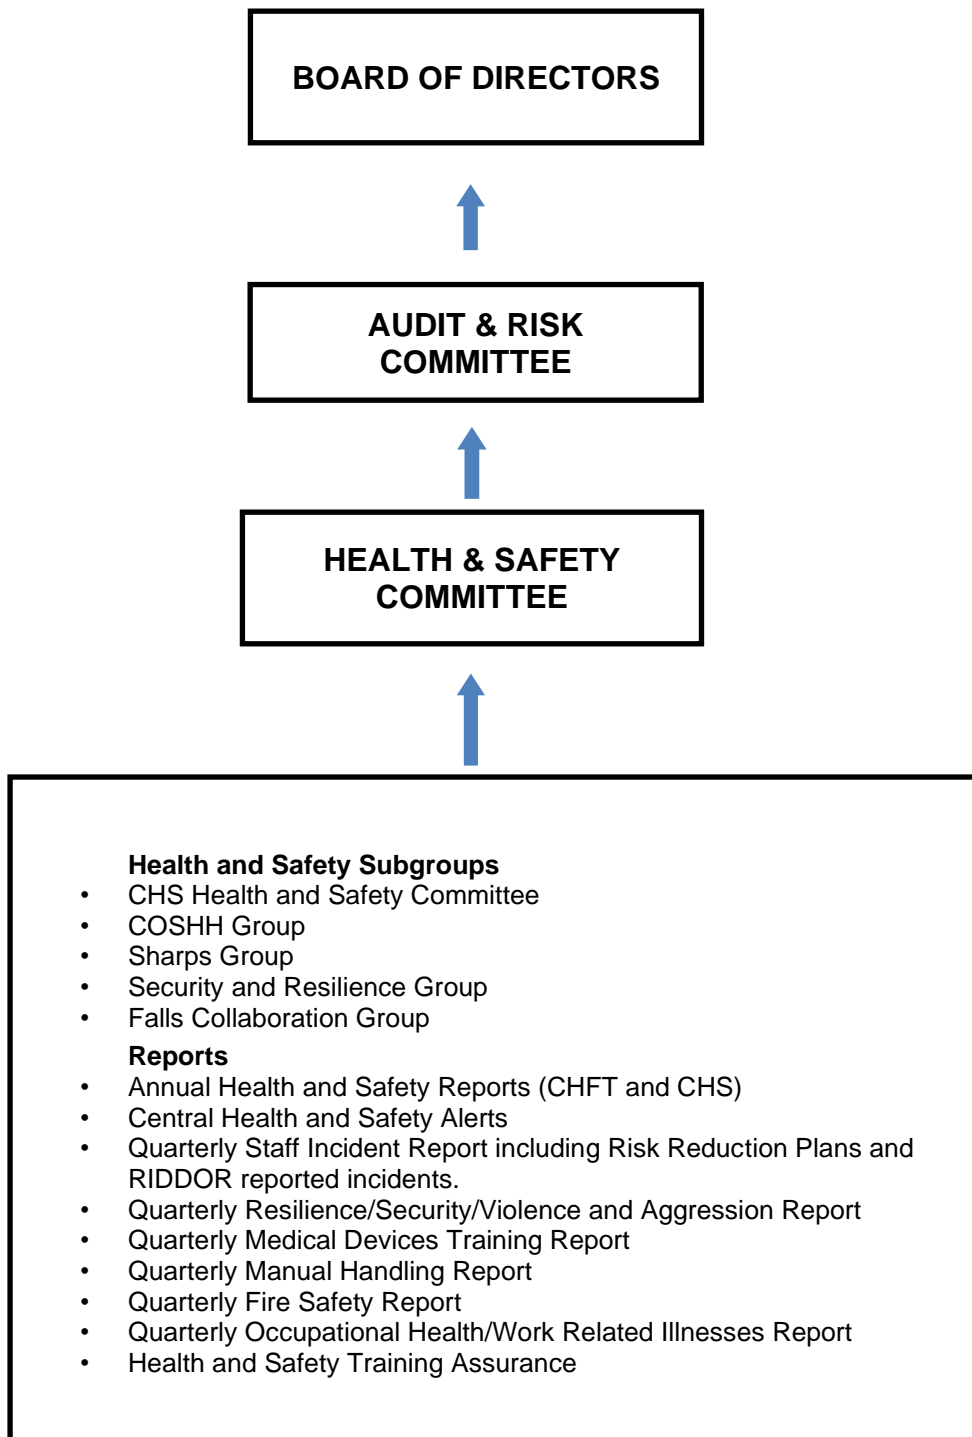 BOARD OF DIRECTORS
AUDIT & RISK
COMMITTEE
HEALTH & SAFETY
COMMITTEE
Health and Safety Subgroups
• CHS Health and Safety Committee
• COSHH Group
• Sharps Group
• Security and Resilience Group
• Falls Collaboration Group
Reports
• Annual Health and Safety Reports (CHFT and CHS)
• Central Health and Safety Alerts
• Quarterly Staff Incident Report including Risk Reduction Plans and
RIDDOR reported incidents.
• Quarterly Resilience/Security/Violence and Aggression Report
• Quarterly Medical Devices Training Report
• Quarterly Manual Handling Report
• Quarterly Fire Safety Report
• Quarterly Occupational Health/Work Related Illnesses Report
• Health and Safety Training Assurance